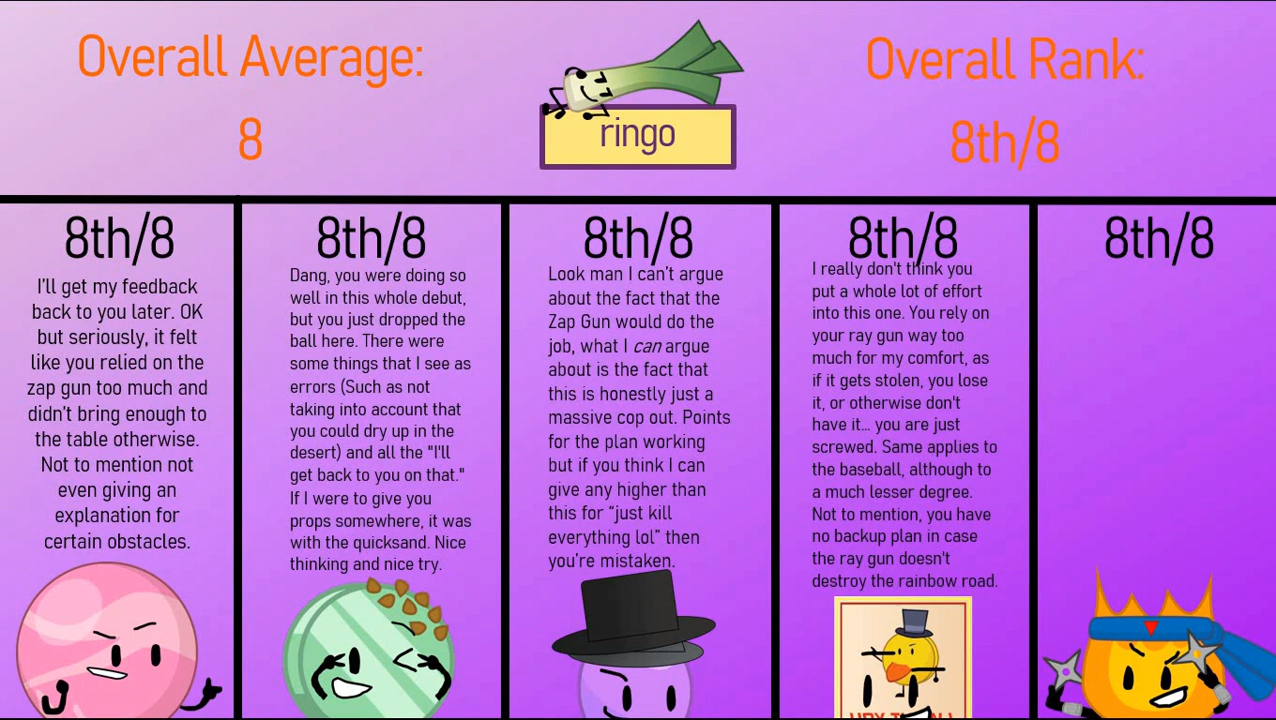 Overall Average:
8
ringo
Overall Rank:
8th/8
8th/8
I'll get my feedback
back to you later. OK
but seriously, it felt
like you relied on the
zap gun too much and
didn't bring enough to
the table otherwise.
Not to mention not
even giving an
explanation for
certain obstacles.
8th/8
Dang, you were doing so
well in this whole debut,
but you just dropped the
ball here. There were
some things that I see as
errors (Such as not
taking into account that
you could dry up in the
desert) and all the "I'll
get back to you on that."
If I were to give you
props somewhere, it was
with the quicksand. Nice
thinking and nice try.
8th/8
Look man I can't argue
about the fact that the
Zap Gun would do the
job, what I can argue
about is the fact that
this is honestly just a
massive cop out. Points
for the plan working
but if you think I can
give any higher than
this for “just kill
everything lol” then
you're mistaken.
8th/8
I really don't think you
put a whole lot of effort
into this one. You rely on
your ray gun way too
much for my comfort, as
if it gets stolen, you lose
it, or otherwise don't
have it... you are just
screwed. Same applies to
the baseball, although to
a much lesser degree.
Not to mention, you have
no backup plan in case
the ray gun doesn't
destroy the rainbow road.
8th/8